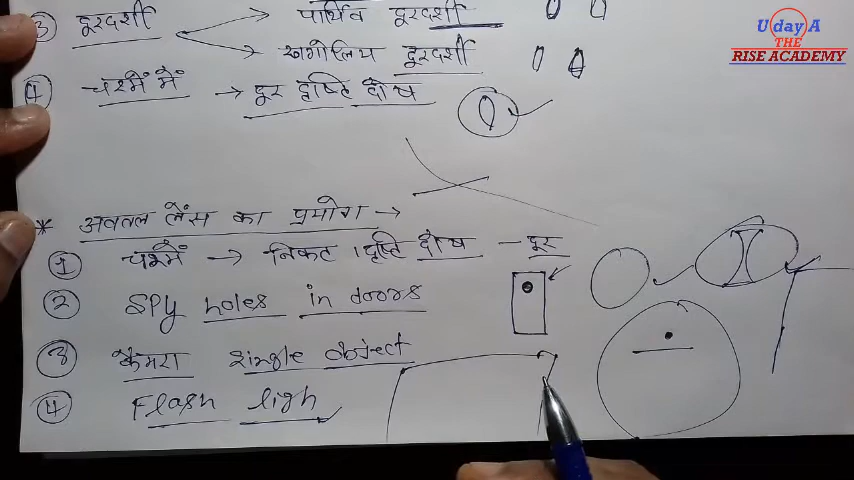 ③ दूरदर्शी → पार्थिव दूरदर्शी
→ खगोलिय दूरदर्शी
④ चश्में में → दूर दृष्टि दोष
* अवतल लैंस का प्रयोग →
① चश्में → निकट दृष्टि दोष - दूर
② Spy holes in doors
③ कैमरा single object
④ Flash ligh
Uday A
THE
RISE ACADEMY